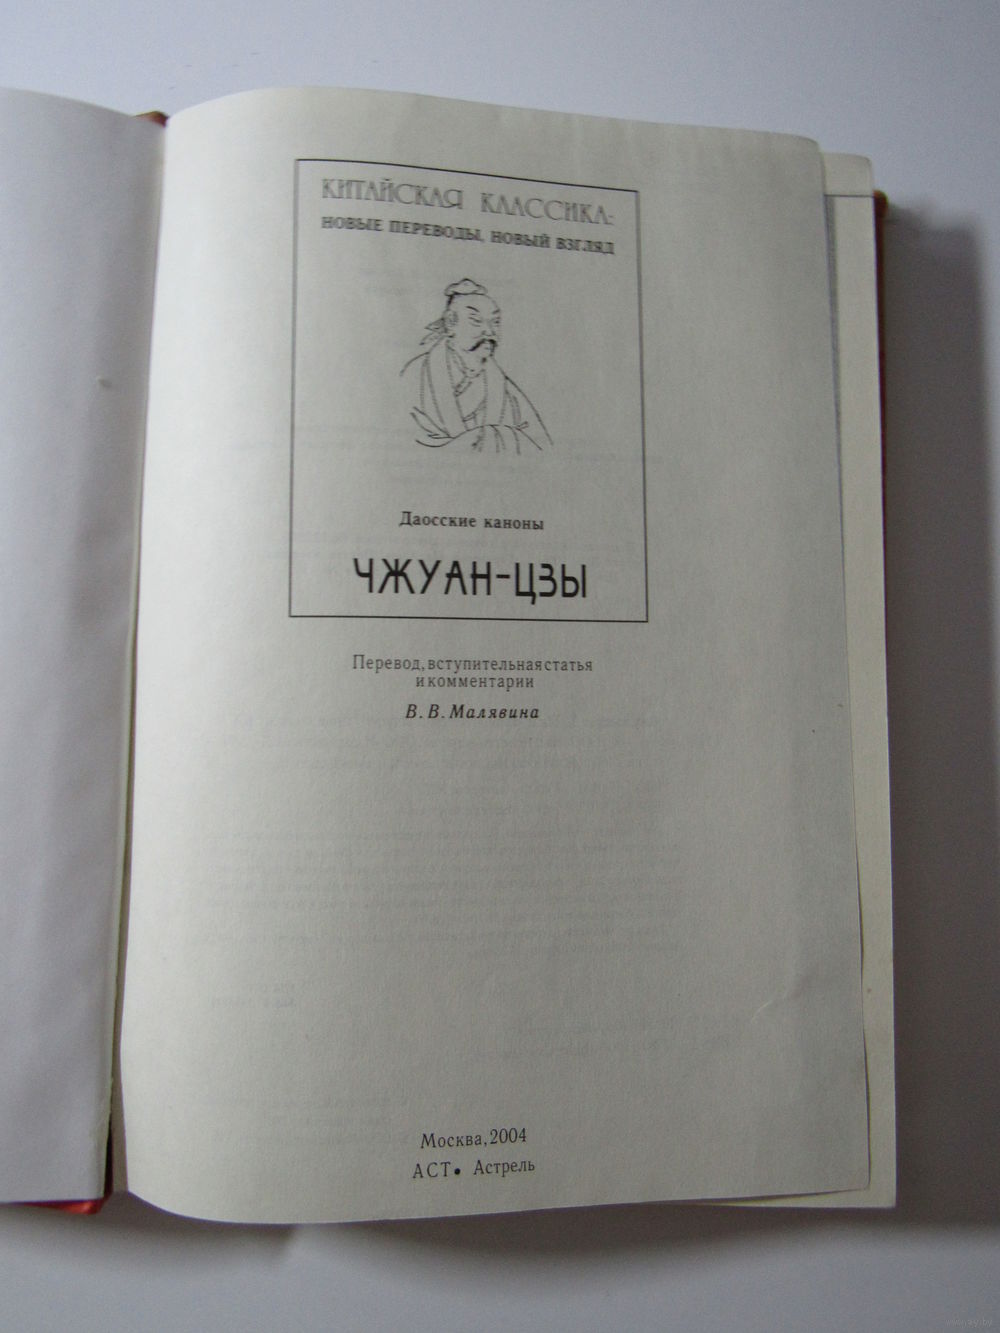 КИТАЙСКАЯ КЛАССИКА:
НОВЫЕ ПЕРЕВОДЫ, НОВЫЙ ВЗГЛЯД
Даосские каноны
ЧЖУАН-ЦЗЫ
Перевод, вступительная статья
и комментарии
В. В. Малявина
Москва, 2004
АСТ • Астрель